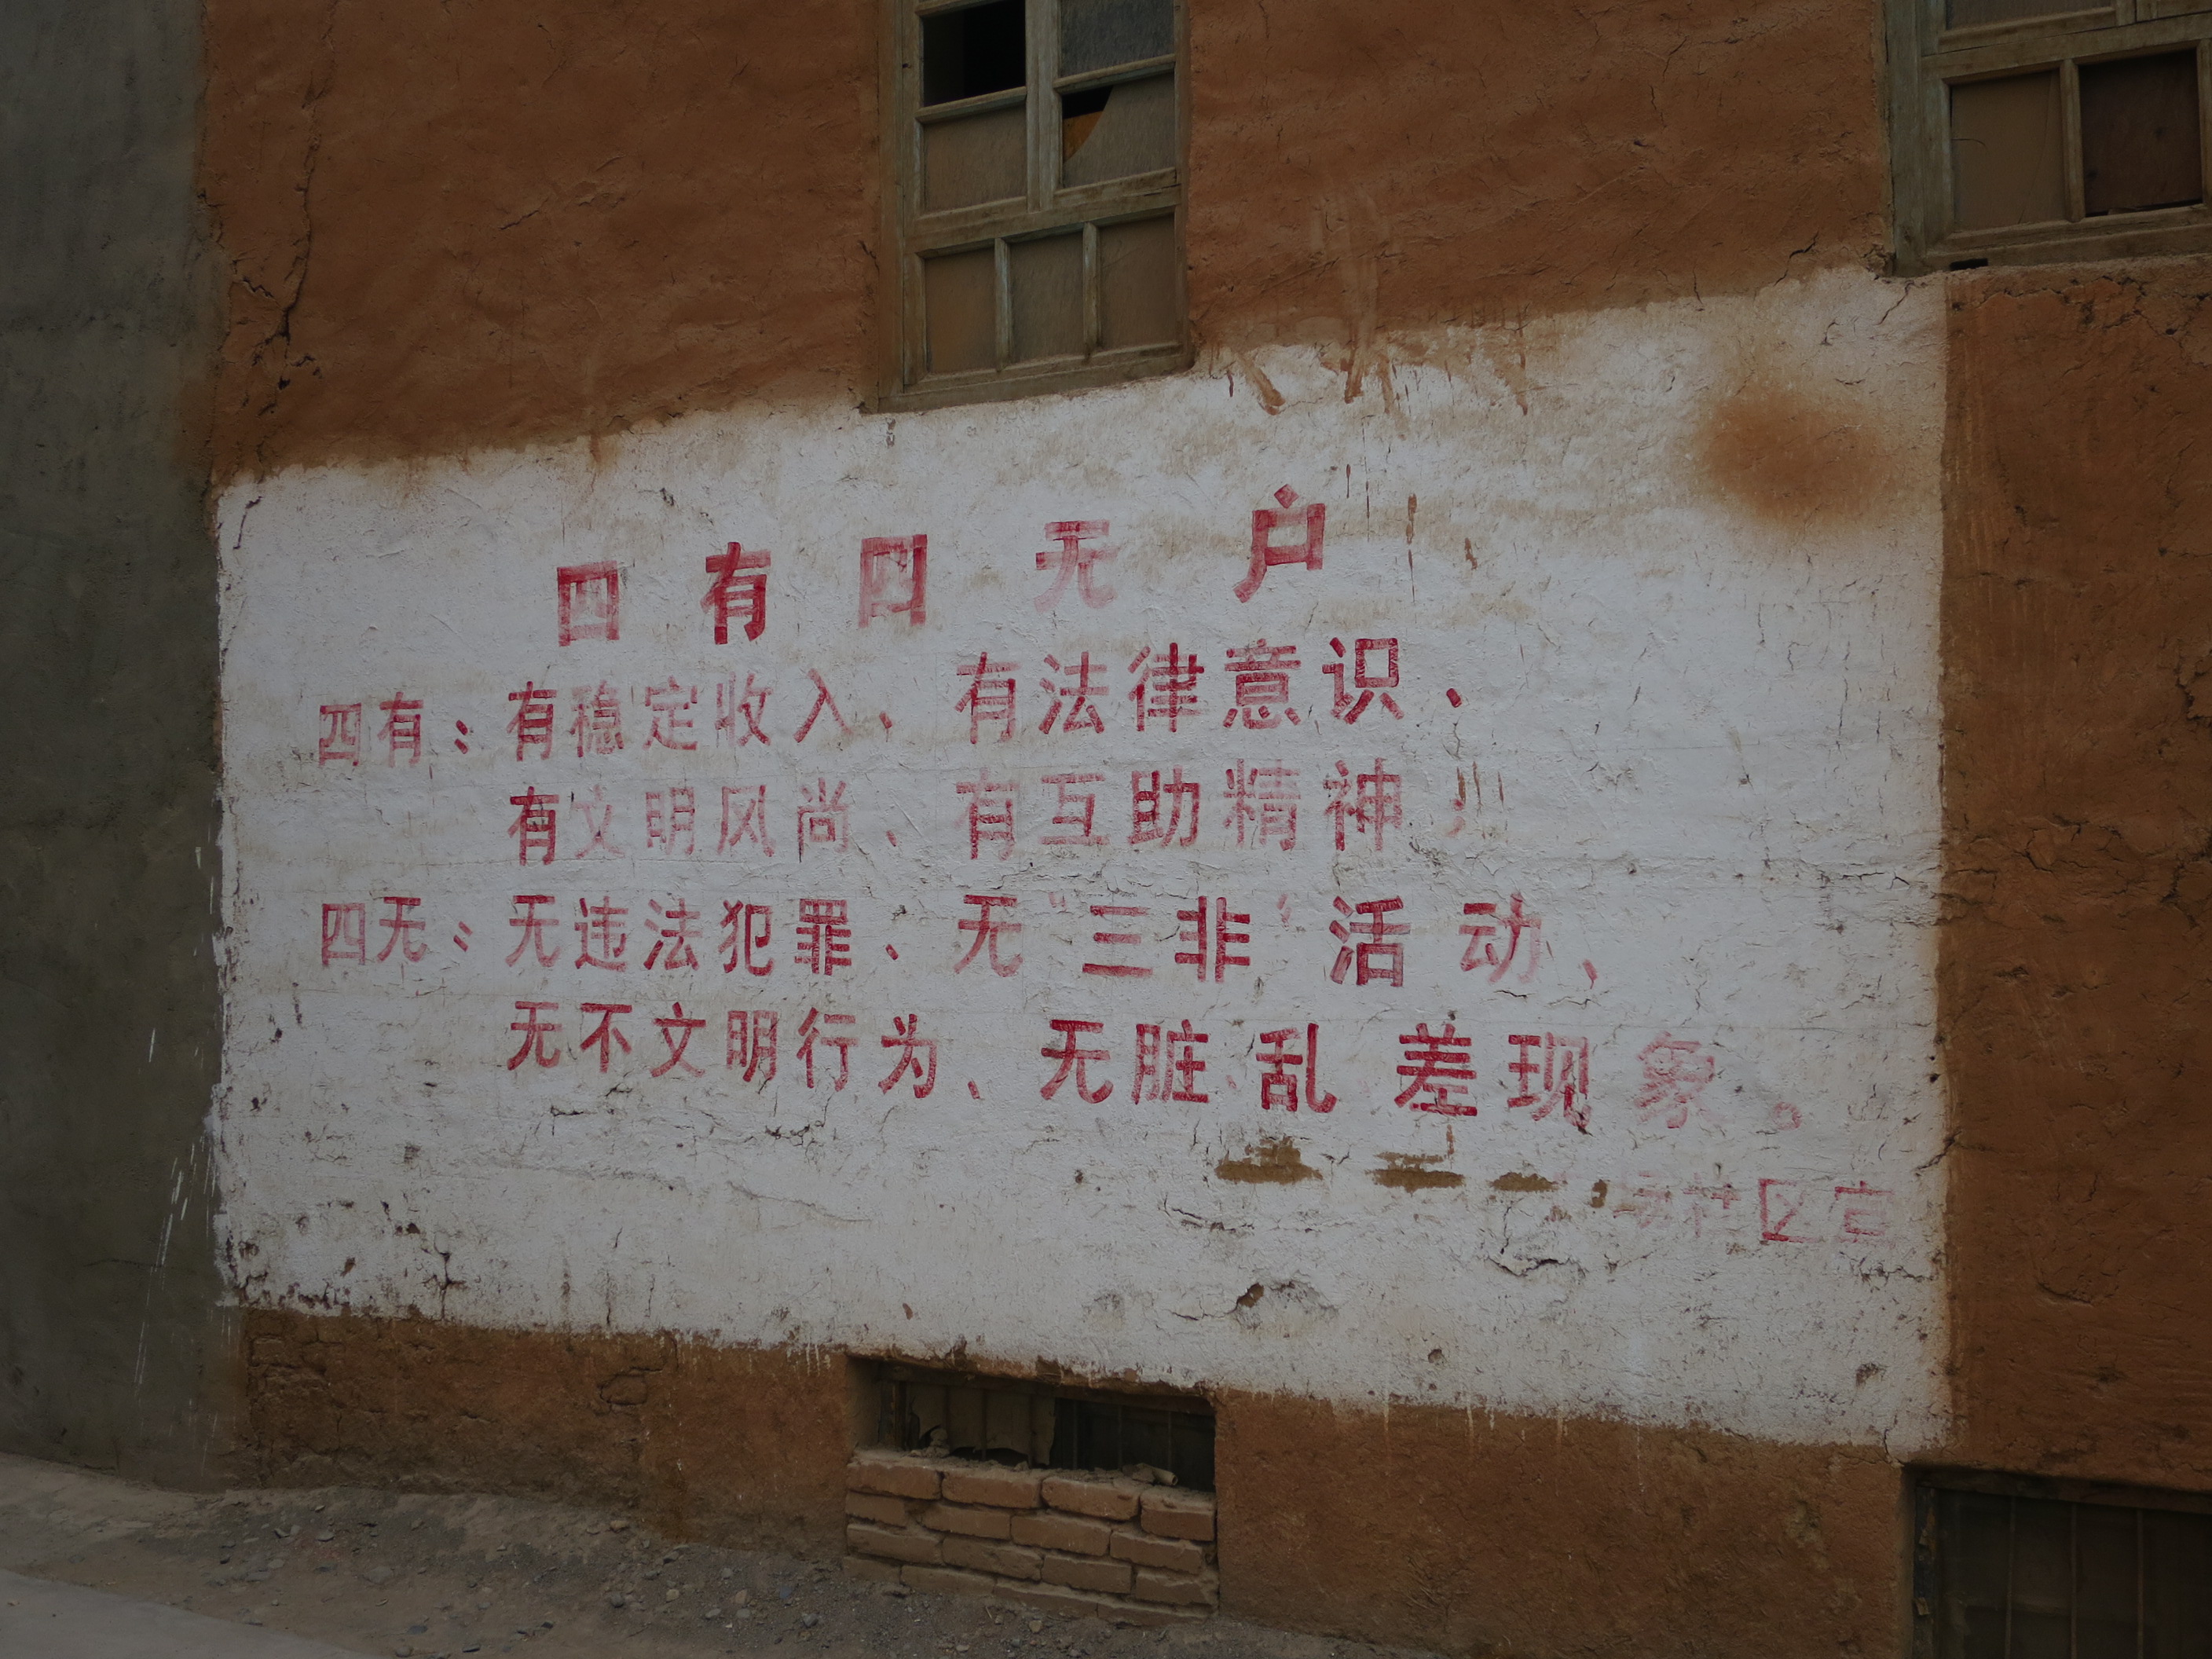 四有四无户
四有：有稳定收入、有法律意识、
有文明风尚、有互助精神
四无：无违法犯罪、无“三非”活动、
无不文明行为、无脏乱差现象。
社区宣